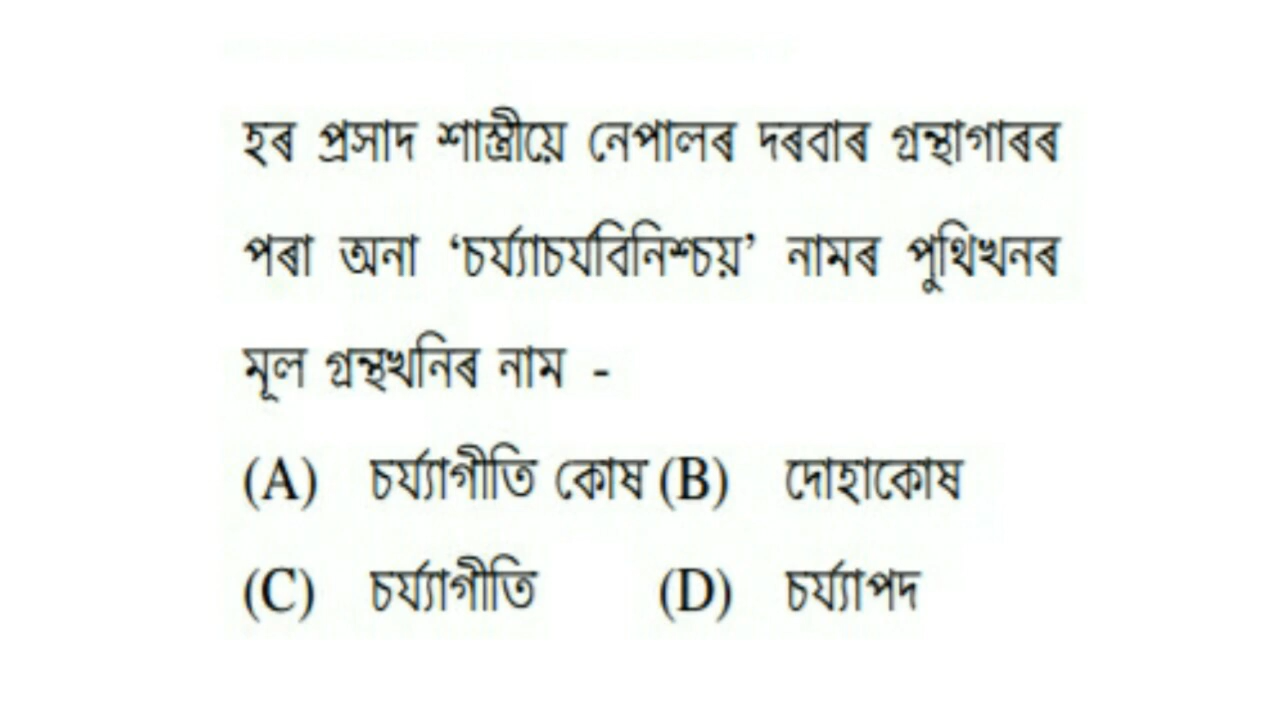 হৰ প্ৰসাদ শাস্ত্ৰীয়ে নেপালৰ দৰবাৰ গ্ৰন্থাগাৰৰ
পৰা অনা ‘চৰ্য্যাচৰ্যবিনিশ্চয়’ নামৰ পুথিখনৰ
মূল গ্ৰন্থখনিৰ নাম -
(A) চৰ্য্যাগীতি কোষ (B) দোহাকোষ
(C) চৰ্য্যাগীতি (D) চৰ্য্যাপদ